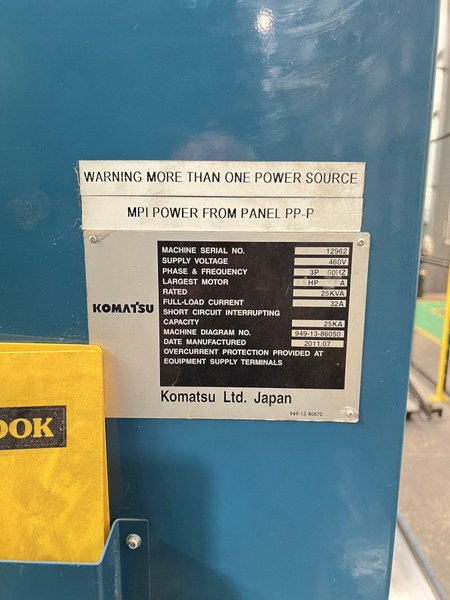 WARNING MORE THAN ONE POWER SOURCE
MPI POWER FROM PANEL PP-P
KOMATSU
MACHINE SERIAL NO. 12962
SUPPLY VOLTAGE 460V
PHASE & FREQUENCY 3P 60HZ
LARGEST MOTOR HP A
RATED 25KVA
FULL-LOAD CURRENT 32A
SHORT CIRCUIT INTERRUPTING
CAPACITY 25KA
MACHINE DIAGRAM NO. 949-13-86050
DATE MANUFACTURED 2011.07
OVERCURRENT PROTECTION PROVIDED AT
EQUIPMENT SUPPLY TERMINALS
Komatsu Ltd. Japan
949-13-80670
OOK